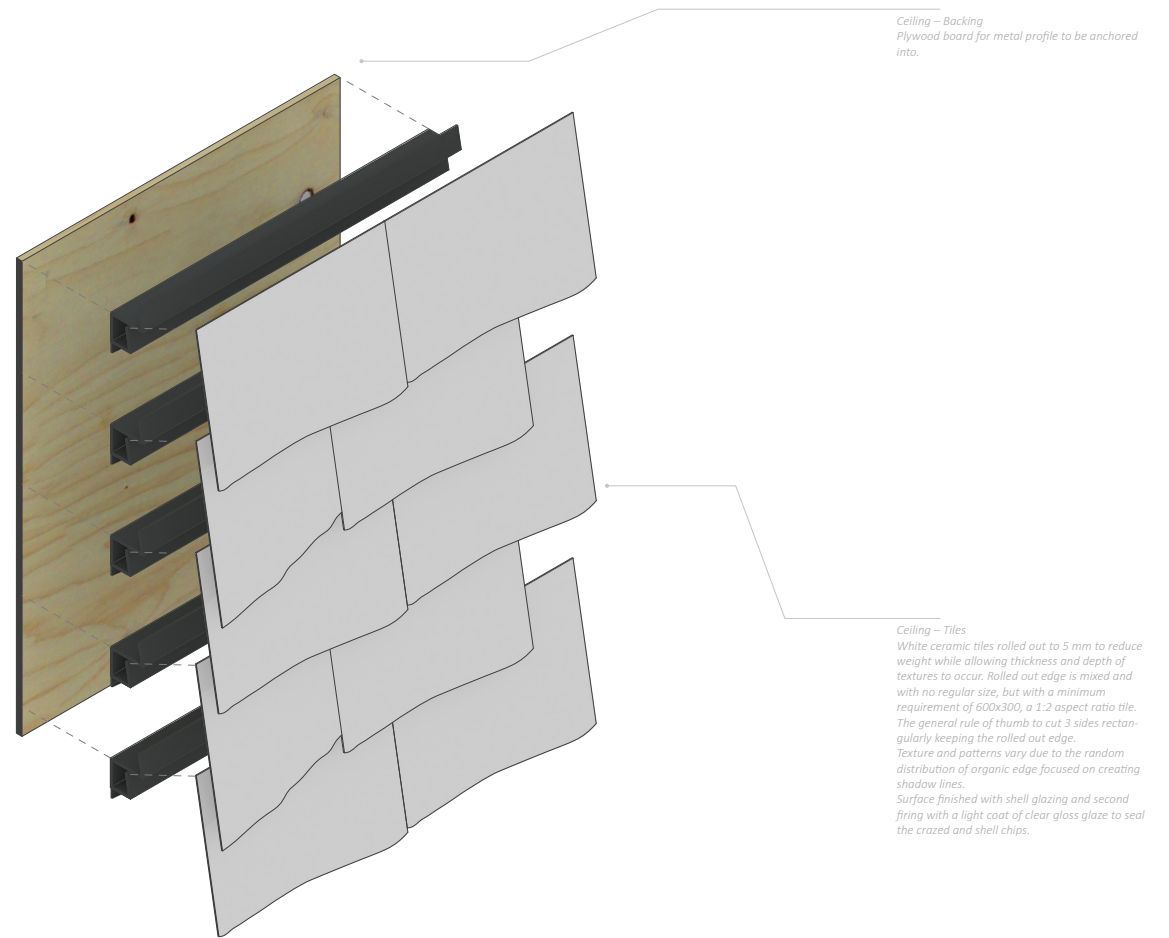 Ceiling – Backing
Plywood board for metal profile to be anchored
into.
Ceiling – Tiles
White ceramic tiles rolled out to 5 mm to reduce
weight while allowing thickness and depth of
textures to occur. Rolled out edge is mixed and
with no regular size, but with a minimum
requirement of 600x300, a 1:2 aspect ratio tile.
The general rule of thumb to cut 3 sides rectan-
gularly keeping the rolled out edge.
Texture and patterns vary due to the random
distribution of organic edge focused on creating
shadow lines.
Surface finished with shell glazing and second
firing with a light coat of clear gloss glaze to seal
the crazed and shell chips.